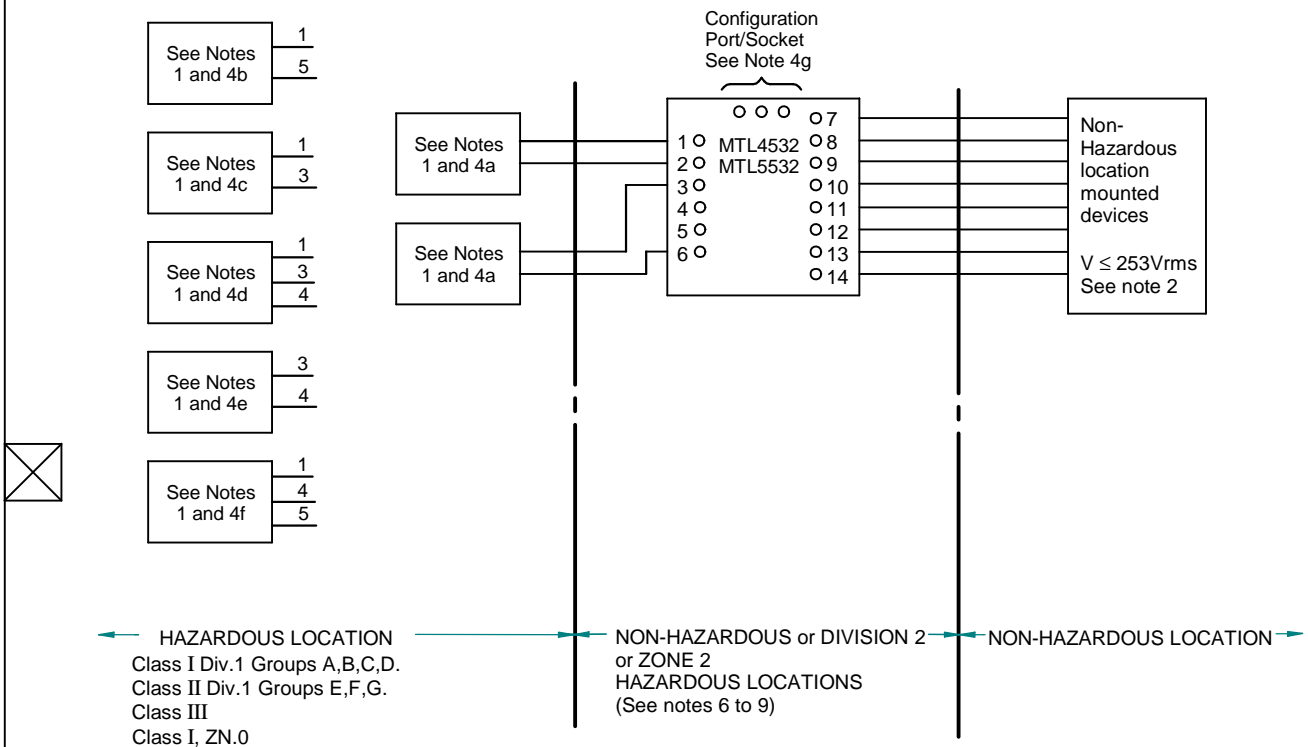 Configuration
Port/Socket
See Note 4g
See Notes
1 and 4b
1
5
See Notes
1 and 4c
1
3
See Notes
1 and 4d
1
3
4
See Notes
1 and 4e
3
4
See Notes
1 and 4f
1
4
5
See Notes
1 and 4a
See Notes
1 and 4a
1
2
3
4
5
6
MTL4532
MTL5532
7
8
9
10
11
12
13
14
Non-
Hazardous
location
mounted
devices
V ≤ 253Vrms
See note 2
HAZARDOUS LOCATION
Class I Div.1 Groups A,B,C,D.
Class II Div.1 Groups E,F,G.
Class III
Class I, ZN.0
NON-HAZARDOUS or DIVISION 2
or ZONE 2
HAZARDOUS LOCATIONS
(See notes 6 to 9)
NON-HAZARDOUS LOCATION